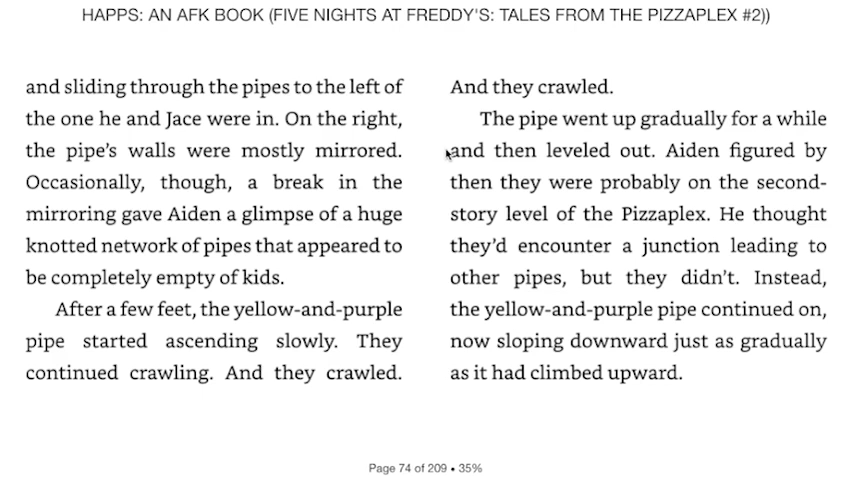 HAPPS: AN AFK BOOK (FIVE NIGHTS AT FREDDY'S: TALES FROM THE PIZZAPLEX #2))
and sliding through the pipes to the left of
the one he and Jace were in. On the right,
the pipe’s walls were mostly mirrored.
Occasionally, though, a break in the
mirroring gave Aiden a glimpse of a huge
knotted network of pipes that appeared to
be completely empty of kids.
After a few feet, the yellow-and-purple
pipe started ascending slowly. They
continued crawling. And they crawled.
And they crawled.
The pipe went up gradually for a while
and then leveled out. Aiden figured by
then they were probably on the second-
story level of the Pizzaplex. He thought
they’d encounter a junction leading to
other pipes, but they didn’t. Instead,
the yellow-and-purple pipe continued on,
now sloping downward just as gradually
as it had climbed upward.
Page 74 of 209 • 35%